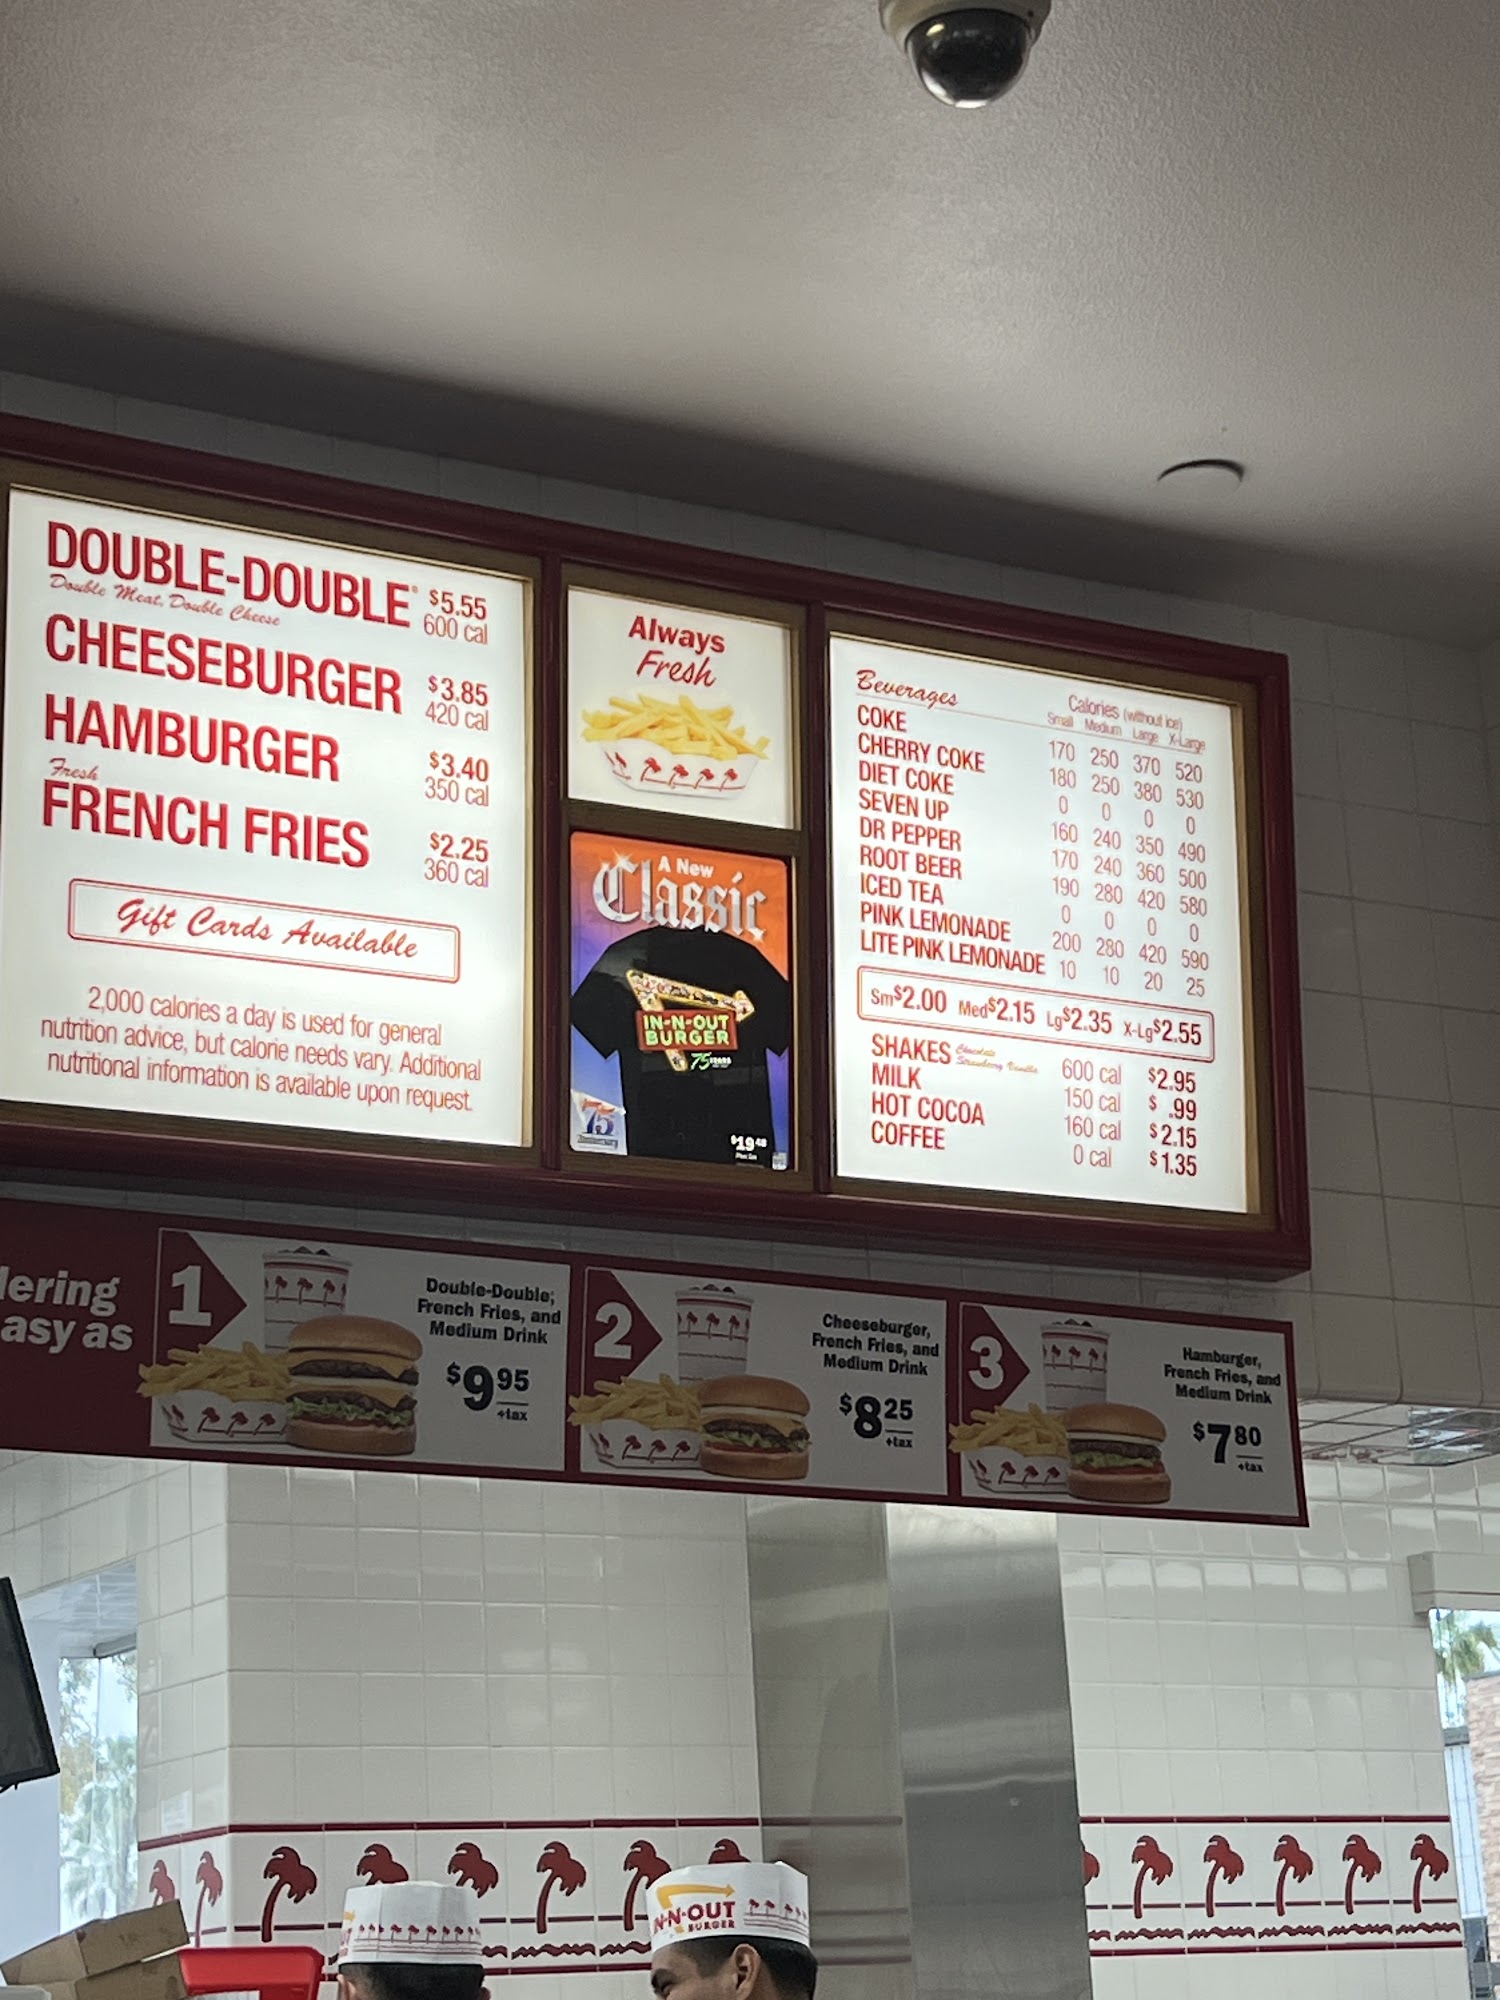 DOUBLE-DOUBLE® $5.55
Double Meat, Double Cheese 600 cal
CHEESEBURGER $3.85
420 cal
HAMBURGER $3.40
350 cal
Fresh
FRENCH FRIES $2.25
360 cal
Gift Cards Available
2,000 calories a day is used for general
nutrition advice, but calorie needs vary. Additional
nutritional information is available upon request.
Always
Fresh
A New
Classic
IN-N-OUT
BURGER
75 YEARS
75
$19.48
Beverages Calories (without ice)
Small Medium Large X-Large
COKE 170 250 370 520
CHERRY COKE 180 250 380 530
DIET COKE 0 0 0 0
SEVEN UP 160 240 350 490
DR PEPPER 170 240 360 500
ROOT BEER 190 280 420 580
ICED TEA 0 0 0 0
PINK LEMONADE 200 280 420 590
LITE PINK LEMONADE 10 10 20 25
Sm$2.00 Med$2.15 Lg$2.35 X-Lg$2.55
SHAKES Chocolate Strawberry Vanilla 600 cal $2.95
MILK 150 cal $ .99
HOT COCOA 160 cal $2.15
COFFEE 0 cal $1.35
dering
asy as
1
Double-Double,
French Fries, and
Medium Drink
$9 95
+tax
2
Cheeseburger,
French Fries, and
Medium Drink
$8 25
+tax
3
Hamburger,
French Fries, and
Medium Drink
$7 80
+tax
N-N-OUT
BURGER